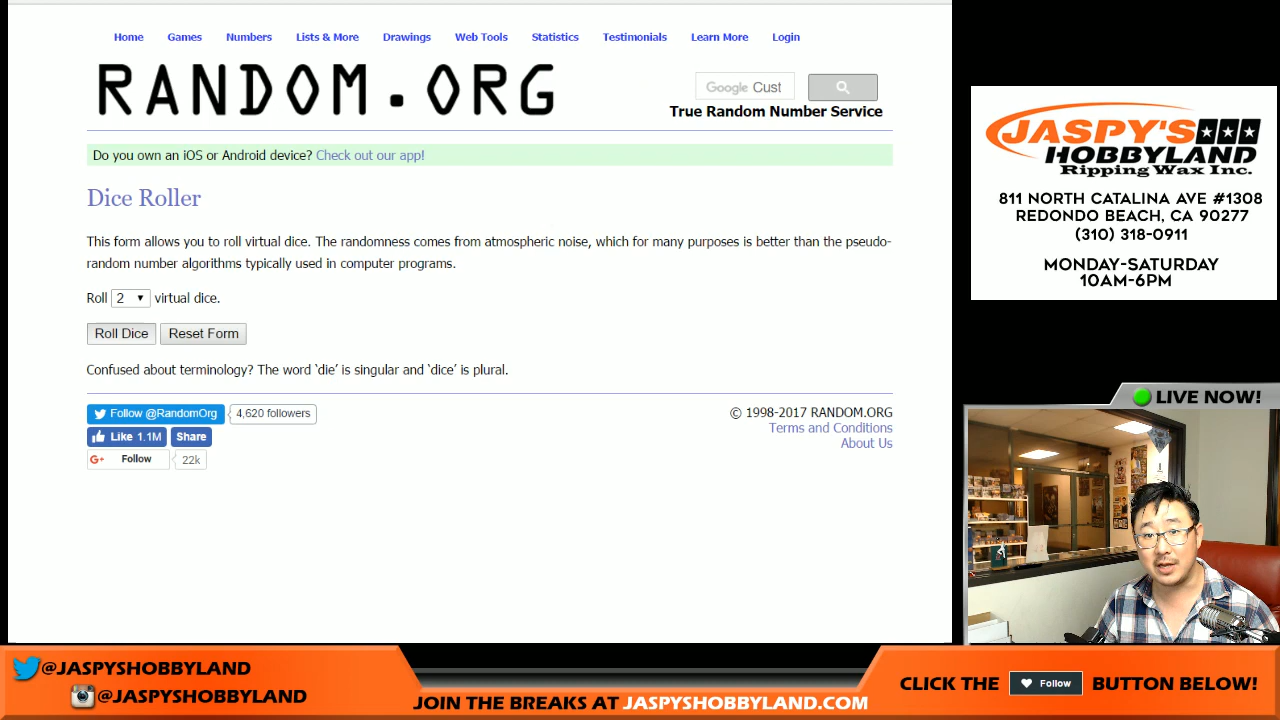 Home Games Numbers Lists & More Drawings Web Tools Statistics Testimonials Learn More Login
RANDOM.ORG
Google Cust
True Random Number Service
Do you own an iOS or Android device? Check out our app!
Dice Roller
This form allows you to roll virtual dice. The randomness comes from atmospheric noise, which for many purposes is better than the pseudo-
random number algorithms typically used in computer programs.
Roll 2 virtual dice.
Roll Dice Reset Form
Confused about terminology? The word ‘die’ is singular and ‘dice’ is plural.
Follow @RandomOrg 4,620 followers
Like 1.1M Share
G+ Follow 22k
© 1998-2017 RANDOM.ORG
Terms and Conditions
About Us
JASPY'S
HOBBYLAND
Ripping Wax Inc.
811 NORTH CATALINA AVE #1308
REDONDO BEACH, CA 90277
(310) 318-0911
MONDAY-SATURDAY
10AM-6PM
LIVE NOW!
@JASPYSHOBBYLAND
@JASPYSHOBBYLAND
JOIN THE BREAKS AT JASPYSHOBBYLAND.COM
CLICK THE Follow BUTTON BELOW!